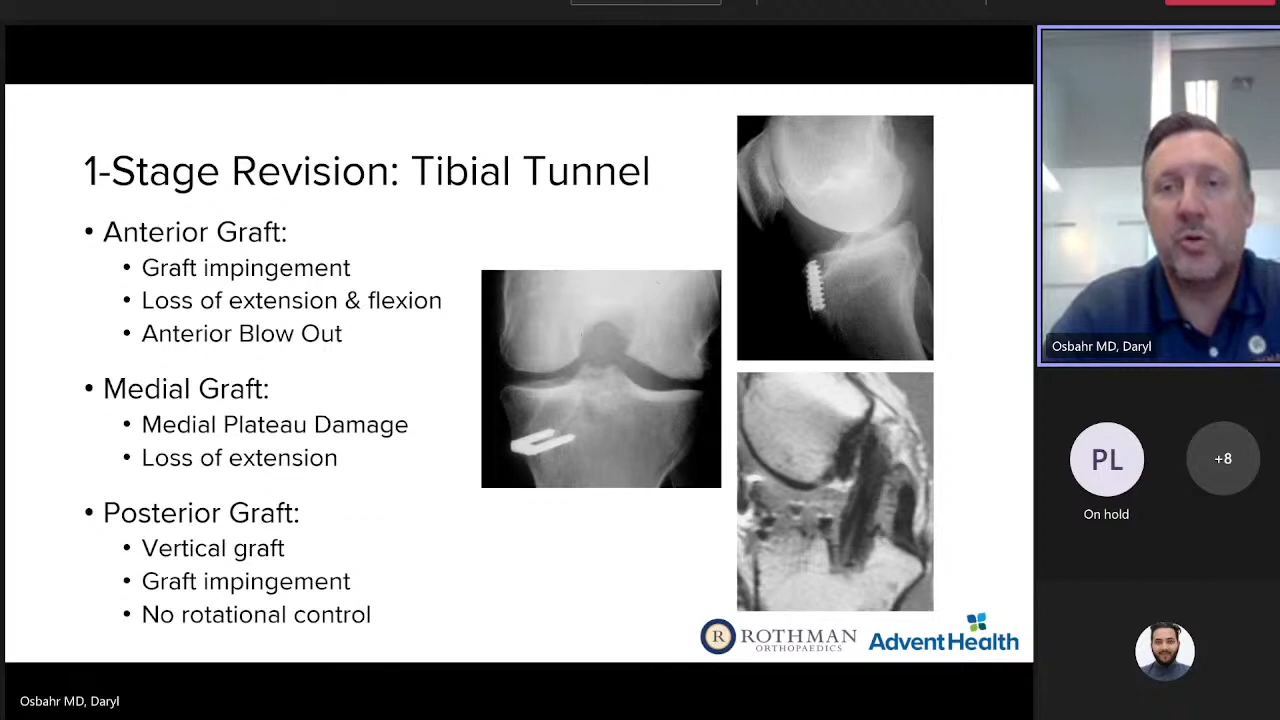 1-Stage Revision: Tibial Tunnel
• Anterior Graft:
• Graft impingement
• Loss of extension & flexion
• Anterior Blow Out
• Medial Graft:
• Medial Plateau Damage
• Loss of extension
• Posterior Graft:
• Vertical graft
• Graft impingement
• No rotational control
R ROTHMAN
ORTHOPAEDICS
AdventHealth
Osbahr MD, Daryl
PL
+8
On hold
Osbahr MD, Daryl